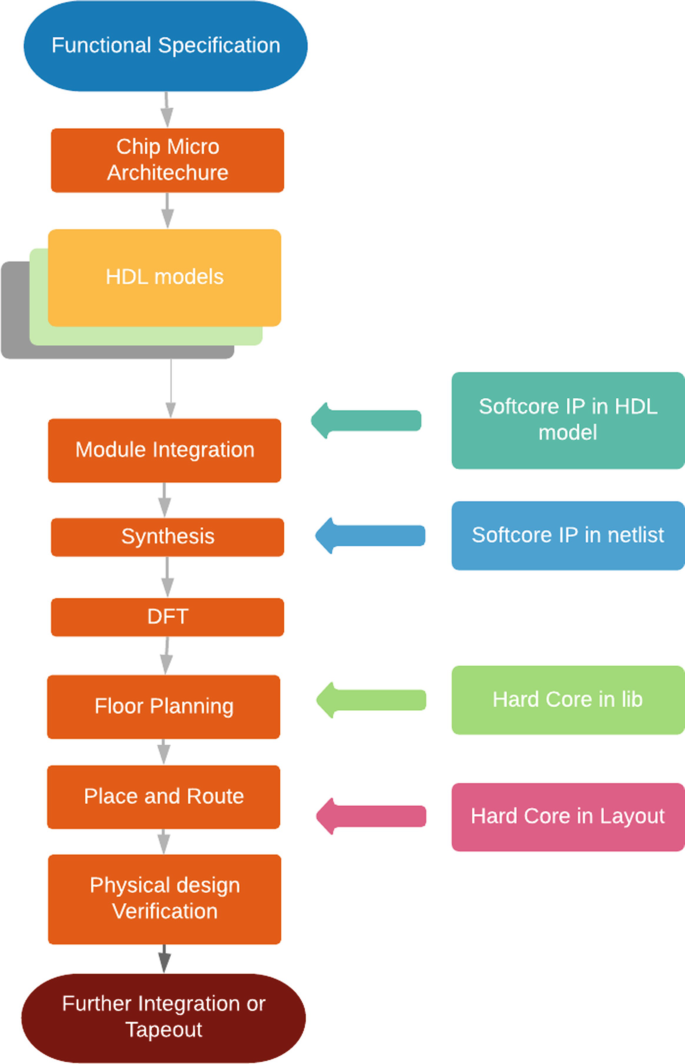 Functional Specification
Chip Micro
Architechure
HDL models
Softcore IP in HDL
model
Module Integration
Synthesis
Softcore IP in netlist
DFT
Hard Core in lib
Floor Planning
Place and Route
Hard Core in Layout
Physical design
Verification
Further Integration or
Tapeout